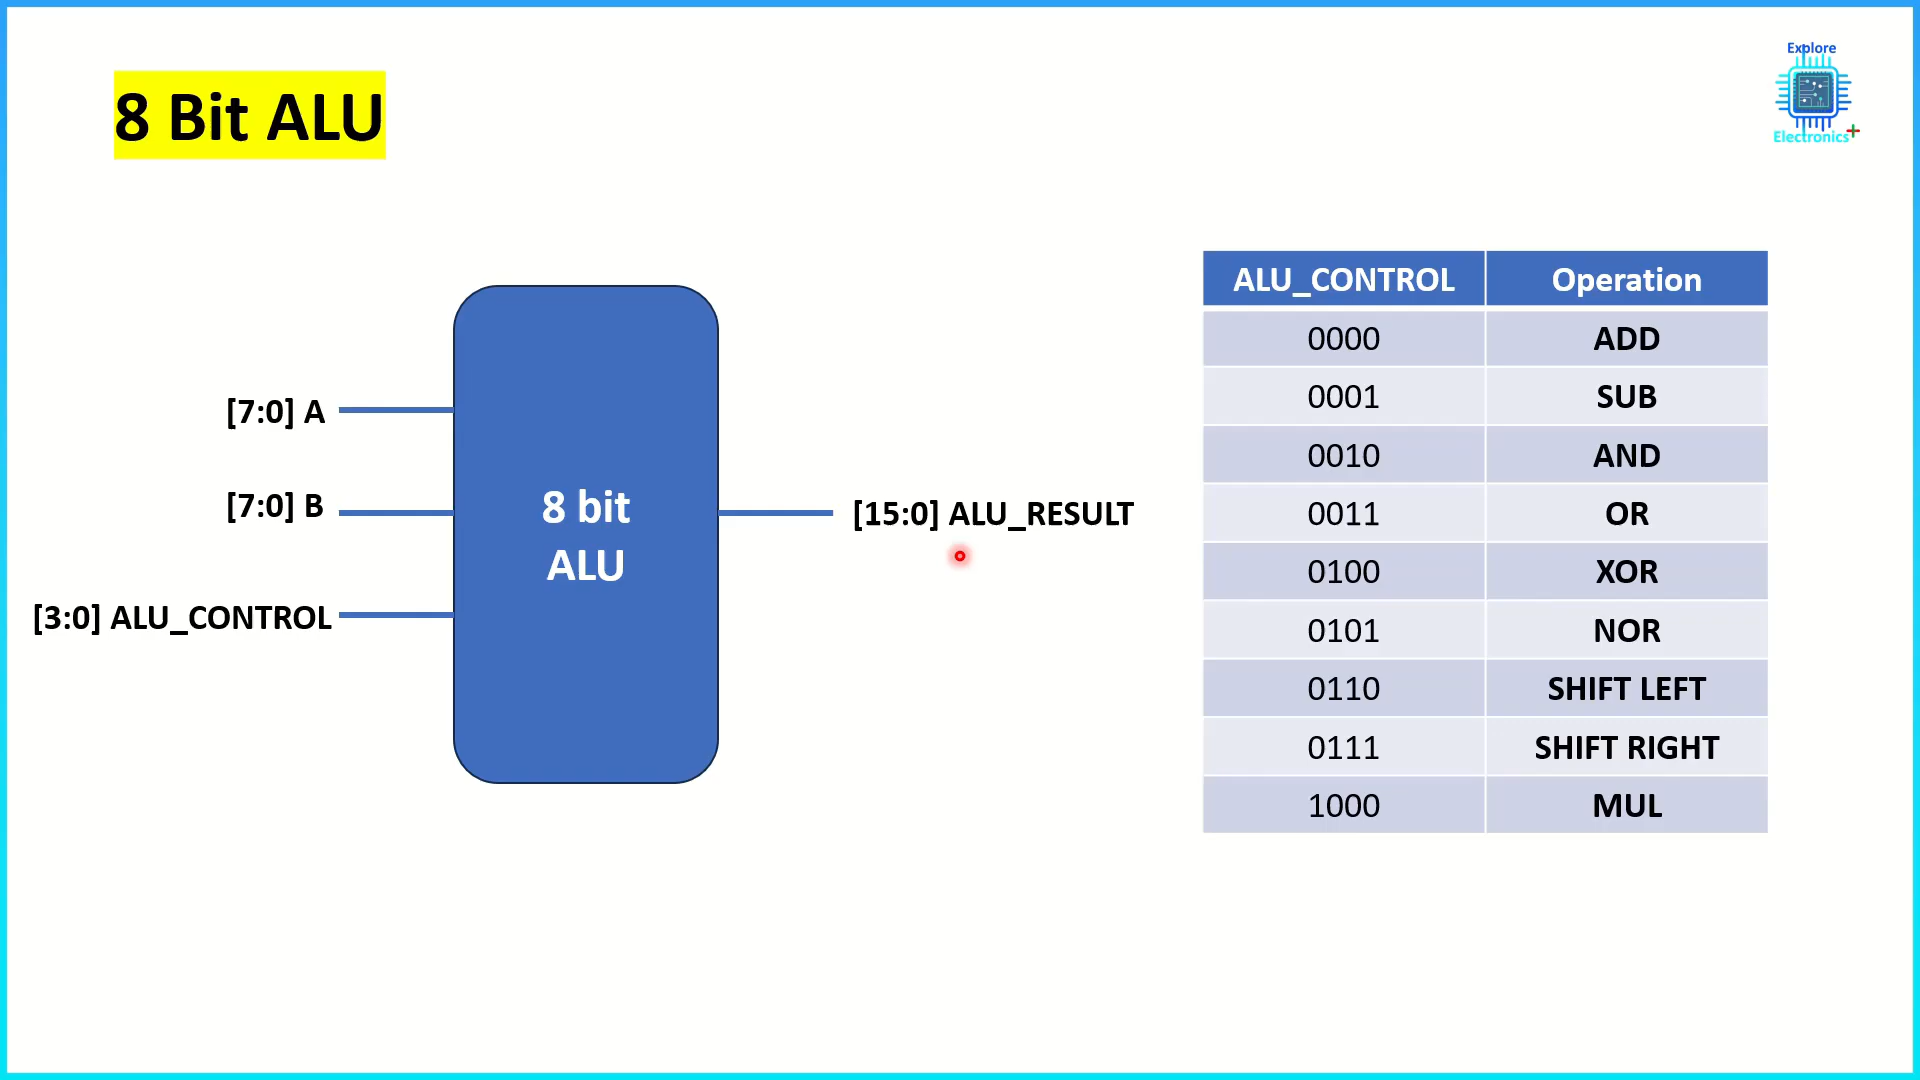 8 Bit ALU
Explore
Electronics+
[7:0] A
[7:0] B
[3:0] ALU_CONTROL
8 bit
ALU
[15:0] ALU_RESULT
ALU_CONTROL Operation
0000 ADD
0001 SUB
0010 AND
0011 OR
0100 XOR
0101 NOR
0110 SHIFT LEFT
0111 SHIFT RIGHT
1000 MUL